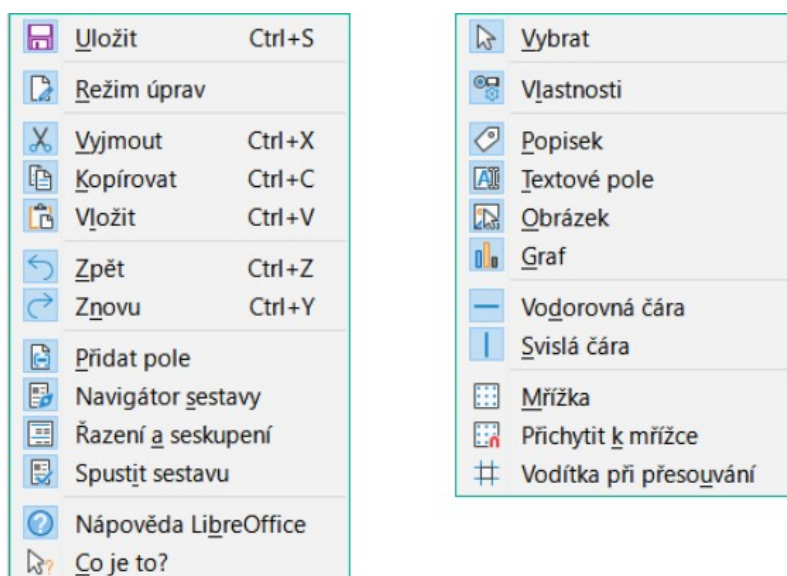 Uložit Ctrl+S
Režim úprav
Vyjmout Ctrl+X
Kopírovat Ctrl+C
Vložit Ctrl+V
Zpět Ctrl+Z
Znovu Ctrl+Y
Přidat pole
Navigátor sestavy
Řazení a seskupení
Spustit sestavu
Nápověda LibreOffice
Co je to?
Vybrat
Vlastnosti
Popisek
Textové pole
Obrázek
Graf
Vodorovná čára
Svislá čára
Mřížka
Přichytit k mřížce
Vodítka při přesouvání